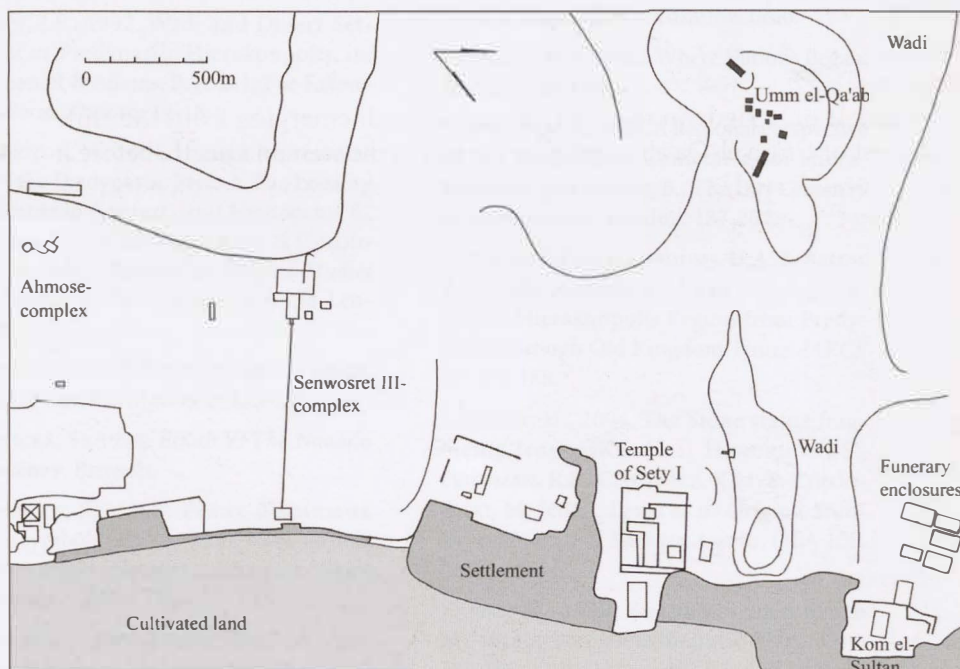 Wadi
0 500m
Umm el-Qa'ab
Ahmose-
complex
Senwosret III-
complex
Temple
of Sety I
Wadi
Funerary
enclosures
Settlement
Cultivated land
Kom el-
Sultan